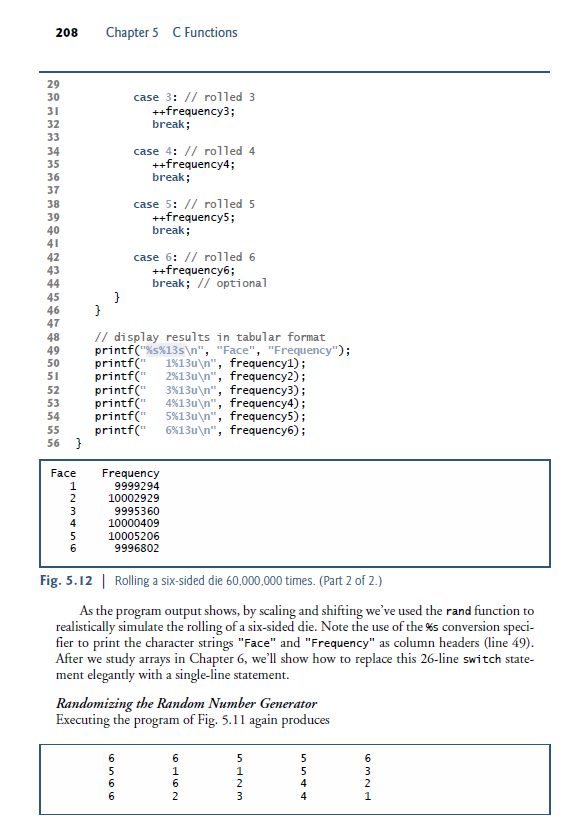 208 Chapter 5 C Functions
29
30 case 3: // rolled 3
31 ++frequency3;
32 break;
33
34 case 4: // rolled 4
35 ++frequency4;
36 break;
37
38 case 5: // rolled 5
39 ++frequency5;
40 break;
41
42 case 6: // rolled 6
43 ++frequency6;
44 break; // optional
45 }
46 }
47
48 // display results in tabular format
49 printf("%s%13s\n", "Face", "Frequency");
50 printf("   1%13u\n", frequency1);
51 printf("   2%13u\n", frequency2);
52 printf("   3%13u\n", frequency3);
53 printf("   4%13u\n", frequency4);
54 printf("   5%13u\n", frequency5);
55 printf("   6%13u\n", frequency6);
56 }
Face Frequency
1 9999294
2 10002929
3 9995360
4 10000409
5 10005206
6 9996802
Fig. 5.12 | Rolling a six-sided die 60,000,000 times. (Part 2 of 2.)
As the program output shows, by scaling and shifting we've used the rand function to
realistically simulate the rolling of a six-sided die. Note the use of the %s conversion speci-
fier to print the character strings "Face" and "Frequency" as column headers (line 49).
After we study arrays in Chapter 6, we'll show how to replace this 26-line switch state-
ment elegantly with a single-line statement.
Randomizing the Random Number Generator
Executing the program of Fig. 5.11 again produces
6 6 5 5 6
5 1 1 5 3
6 6 2 4 2
6 2 3 4 1